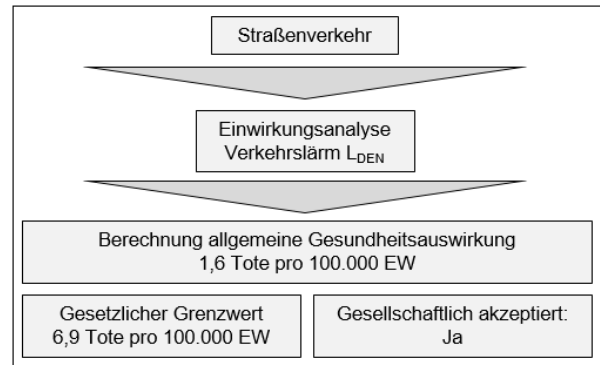 Straßenverkehr
Einwirkungsanalyse
Verkehrslärm LDEN
Berechnung allgemeine Gesundheitsauswirkung
1,6 Tote pro 100.000 EW
Gesetzlicher Grenzwert
6,9 Tote pro 100.000 EW
Gesellschaftlich akzeptiert:
Ja